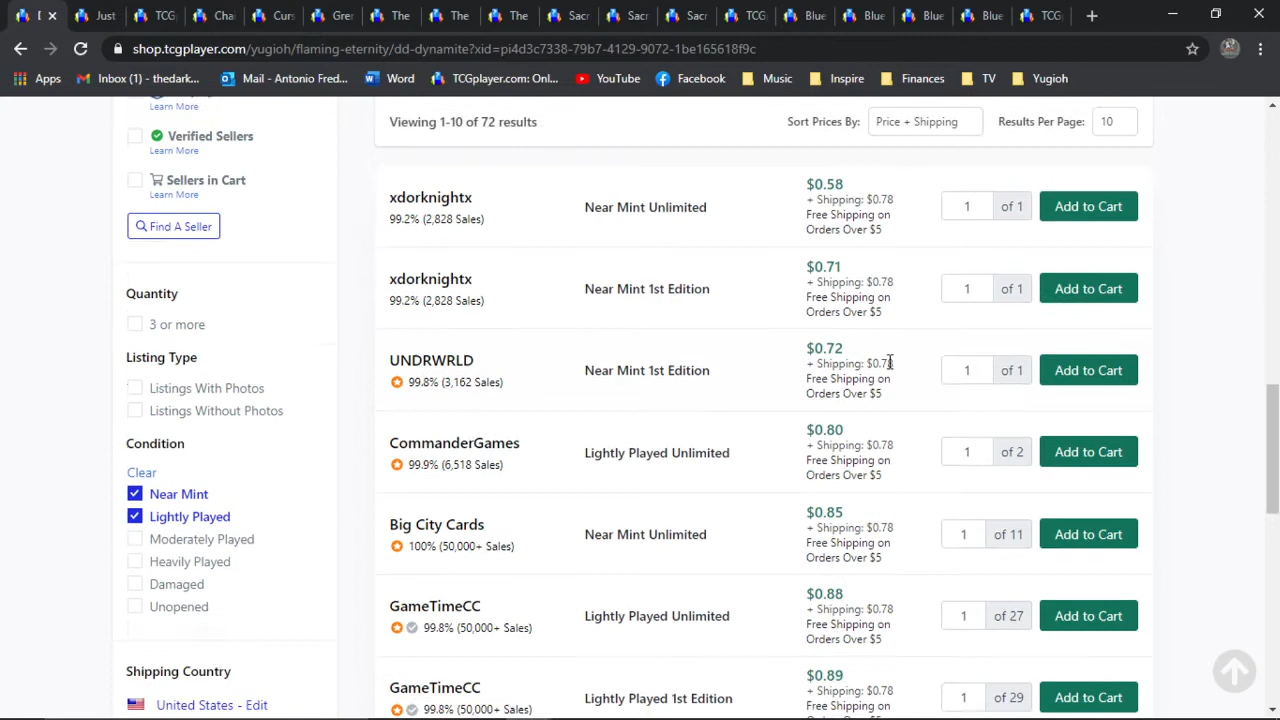 Just
TCG
Chai
Curs
Gre
The
The
The
Sacr
Sacr
Sacr
TCG
Blue
Blue
Blue
Blue
TCG
shop.tcgplayer.com/yugioh/flaming-eternity/dd-dynamite?xid=pi4d3c7338-79b7-4129-9072-1be165618f9c
Apps
Inbox (1) - thedark...
Mail - Antonio Fred...
Word
TCGplayer.com: Onl...
YouTube
Facebook
Music
Inspire
Finances
TV
Yugioh
Learn More
Verified Sellers
Learn More
Sellers in Cart
Learn More
Find A Seller
Quantity
3 or more
Listing Type
Listings With Photos
Listings Without Photos
Condition
Clear
Near Mint
Lightly Played
Moderately Played
Heavily Played
Damaged
Unopened
Shipping Country
United States - Edit
Viewing 1-10 of 72 results
Sort Prices By: Price + Shipping
Results Per Page: 10
xdorknightx
99.2% (2,828 Sales)
Near Mint Unlimited
$0.58
+ Shipping: $0.78
Free Shipping on
Orders Over $5
1 of 1
Add to Cart
xdorknightx
99.2% (2,828 Sales)
Near Mint 1st Edition
$0.71
+ Shipping: $0.78
Free Shipping on
Orders Over $5
1 of 1
Add to Cart
UNDRWRLD
99.8% (3,162 Sales)
Near Mint 1st Edition
$0.72
+ Shipping: $0.78
Free Shipping on
Orders Over $5
1 of 1
Add to Cart
CommanderGames
99.9% (6,518 Sales)
Lightly Played Unlimited
$0.80
+ Shipping: $0.78
Free Shipping on
Orders Over $5
1 of 2
Add to Cart
Big City Cards
100% (50,000+ Sales)
Near Mint Unlimited
$0.85
+ Shipping: $0.78
Free Shipping on
Orders Over $5
1 of 11
Add to Cart
GameTimeCC
99.8% (50,000+ Sales)
Lightly Played Unlimited
$0.88
+ Shipping: $0.78
Free Shipping on
Orders Over $5
1 of 27
Add to Cart
GameTimeCC
99.8% (50,000+ Sales)
Lightly Played 1st Edition
$0.89
+ Shipping: $0.78
Free Shipping on
1 of 29
Add to Cart